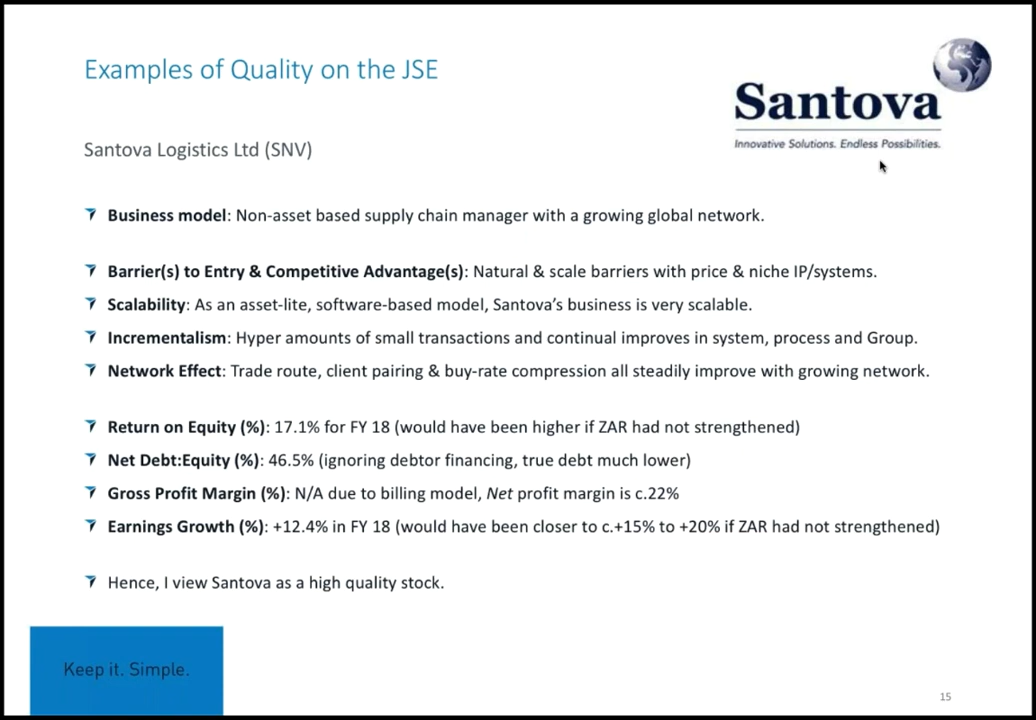 Examples of Quality on the JSE
Santova
Innovative Solutions. Endless Possibilities.
Santova Logistics Ltd (SNV)
Business model: Non-asset based supply chain manager with a growing global network.
Barrier(s) to Entry & Competitive Advantage(s): Natural & scale barriers with price & niche IP/systems.
Scalability: As an asset-lite, software-based model, Santova's business is very scalable.
Incrementalism: Hyper amounts of small transactions and continual improves in system, process and Group.
Network Effect: Trade route, client pairing & buy-rate compression all steadily improve with growing network.
Return on Equity (%): 17.1% for FY 18 (would have been higher if ZAR had not strengthened)
Net Debt:Equity (%): 46.5% (ignoring debtor financing, true debt much lower)
Gross Profit Margin (%): N/A due to billing model, Net profit margin is c.22%
Earnings Growth (%): +12.4% in FY 18 (would have been closer to c.+15% to +20% if ZAR had not strengthened)
Hence, I view Santova as a high quality stock.
Keep it. Simple.
15